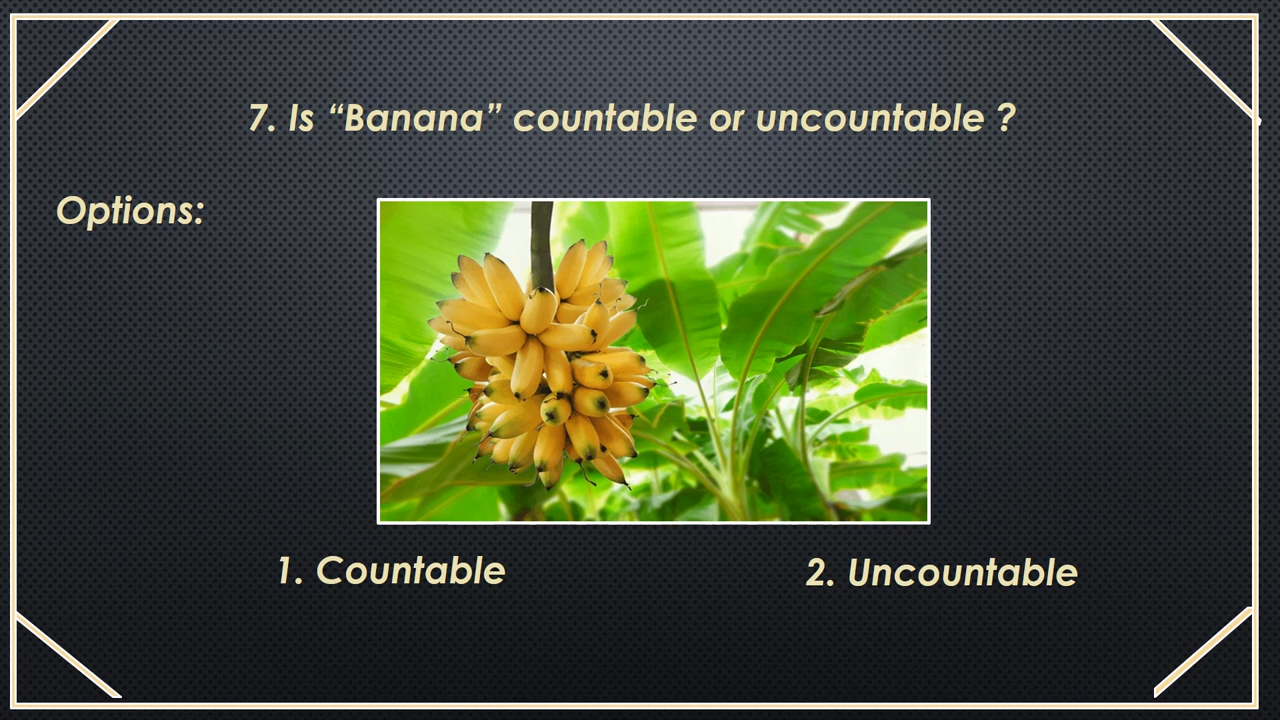 7. Is “Banana” countable or uncountable ?
Options:
1. Countable
2. Uncountable